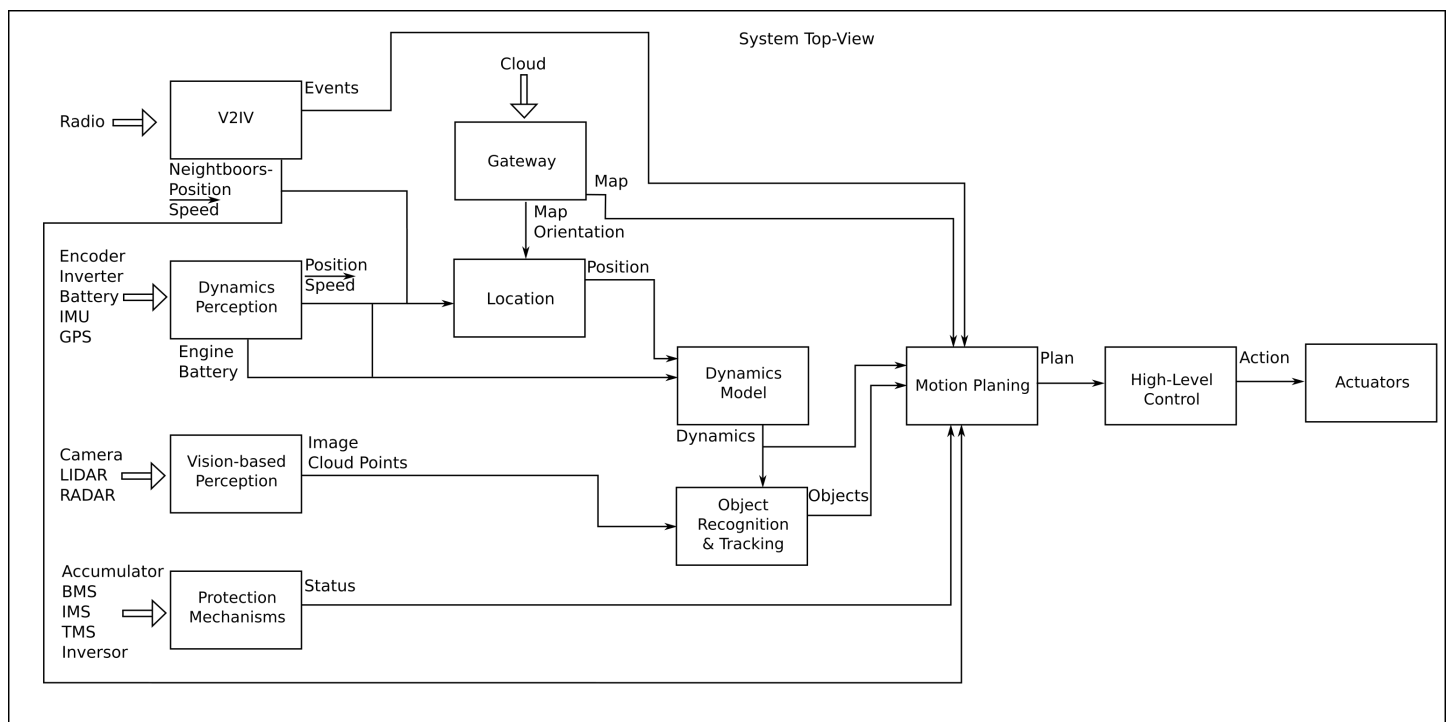 System Top-View
Cloud
Events
Radio
V2IV
Gateway
Neightboors-
Position
Speed
Map
Map
Orientation
Encoder
Inverter
Battery
IMU
GPS
Dynamics
Perception
Position
Speed
Location
Position
Engine
Battery
Dynamics
Model
Dynamics
Motion Planing
Plan
High-Level
Control
Action
Actuators
Camera
LIDAR
RADAR
Vision-based
Perception
Image
Cloud Points
Object
Recognition
& Tracking
Objects
Accumulator
BMS
IMS
TMS
Inversor
Protection
Mechanisms
Status